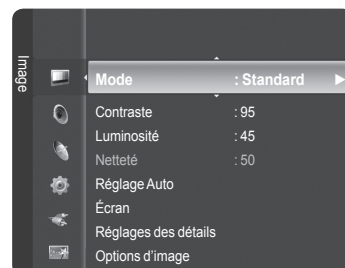 Image
Mode : Standard
Contraste : 95
Luminosité : 45
Netteté : 50
Réglage Auto
Écran
Réglages des détails
Options d'image